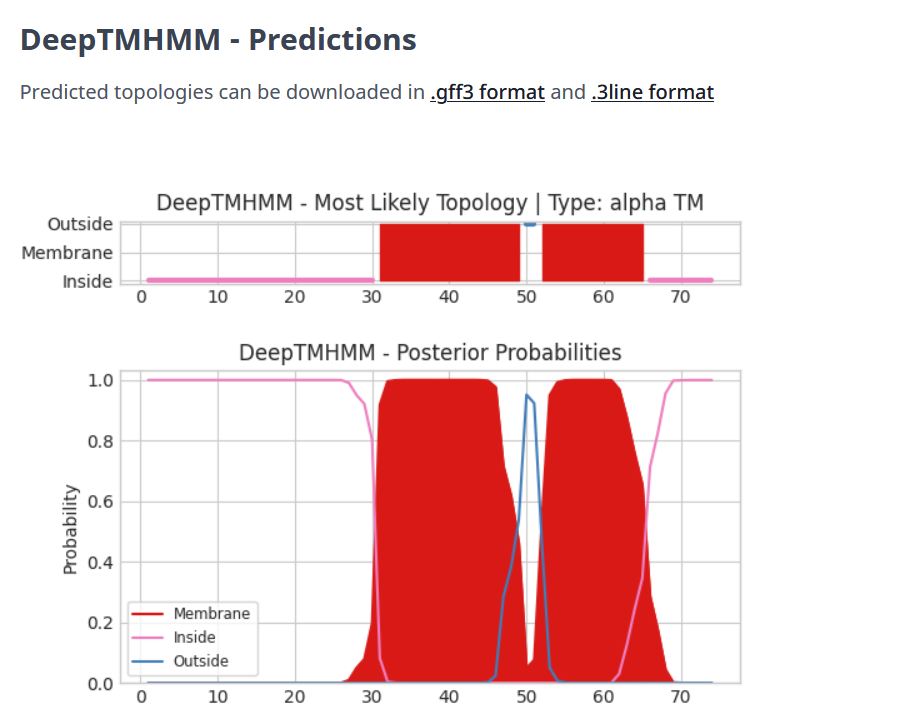 DeepTMHMM - Predictions
Predicted topologies can be downloaded in .gff3 format and .3line format
DeepTMHMM - Most Likely Topology | Type: alpha TM
Outside
Membrane
Inside
0 10 20 30 40 50 60 70
DeepTMHMM - Posterior Probabilities
1.0
0.8
0.6
0.4
0.2
0.0
Probability
Membrane
Inside
Outside
0 10 20 30 40 50 60 70